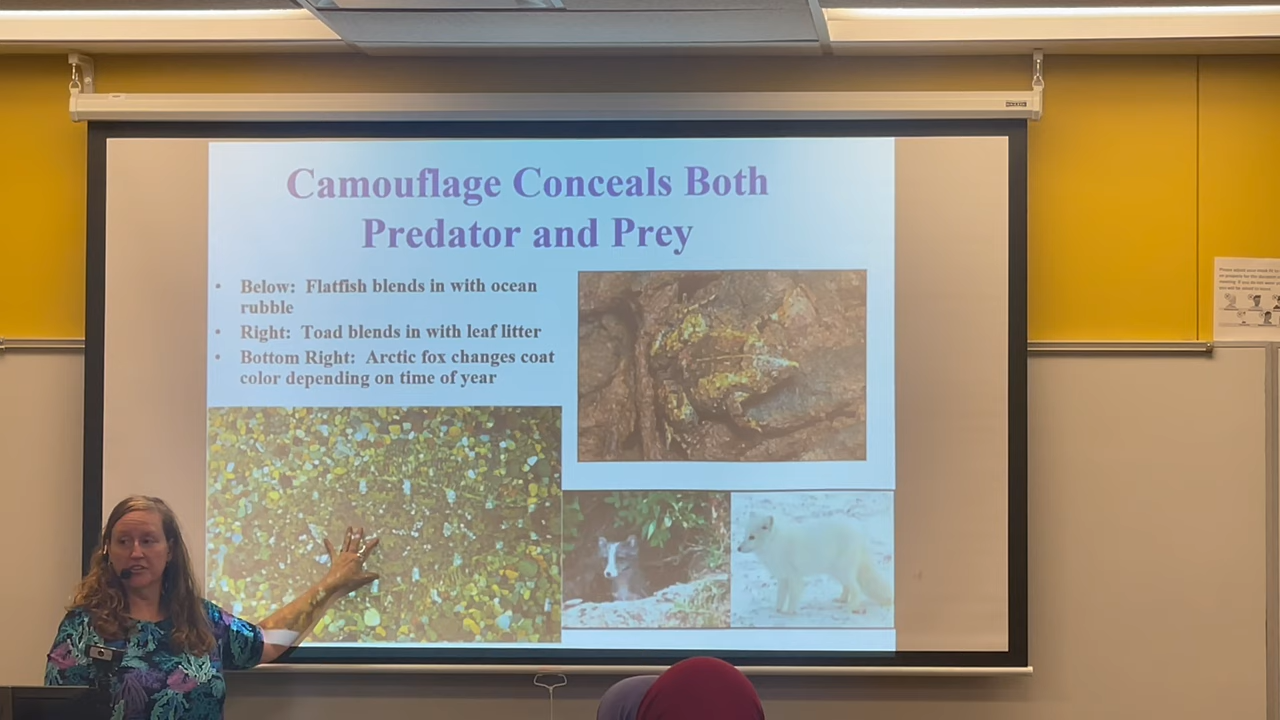 Camouflage Conceals Both
Predator and Prey
• Below: Flatfish blends in with ocean
rubble
• Right: Toad blends in with leaf litter
• Bottom Right: Arctic fox changes coat
color depending on time of year